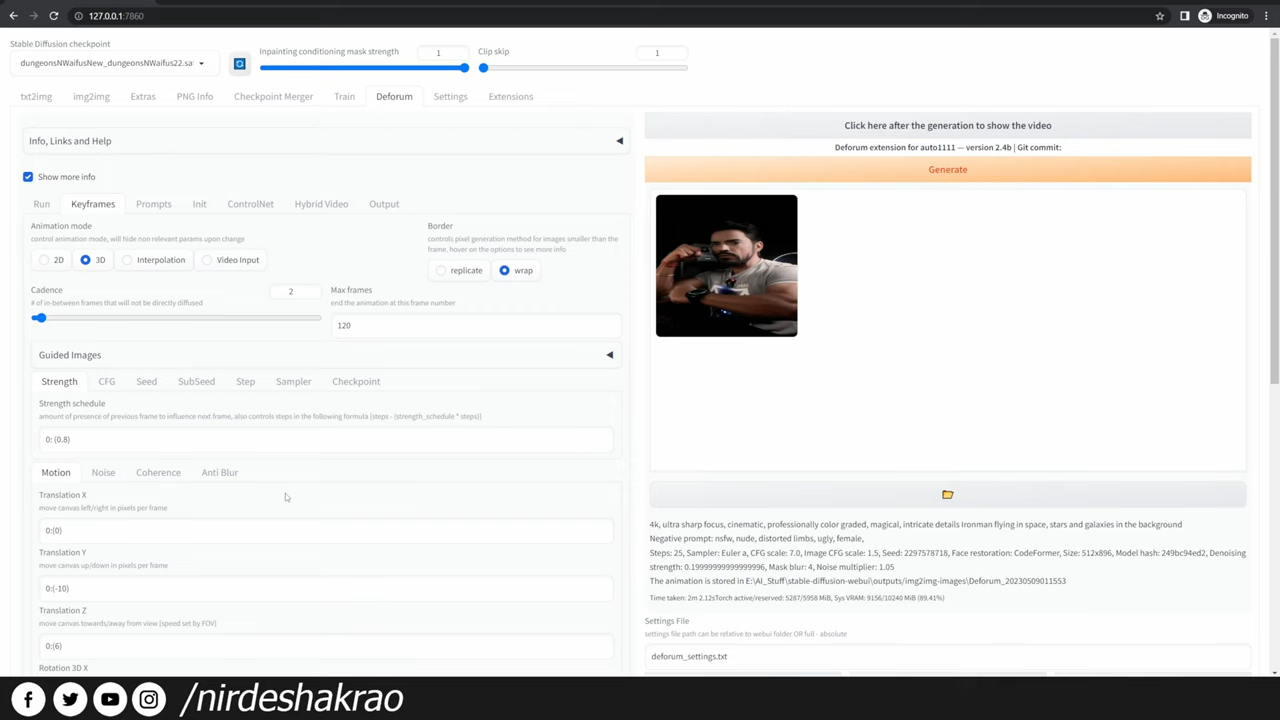 127.0.0.1:7860
Incognito
Stable Diffusion checkpoint
dungeonsNWaifusNew_dungeonsNWaifus22.sa
Inpainting conditioning mask strength
1
Clip skip
1
txt2img
img2img
Extras
PNG Info
Checkpoint Merger
Train
Deforum
Settings
Extensions
Info, Links and Help
Click here after the generation to show the video
Deforum extension for auto1111 — version 2.4b | Git commit:
Generate
Show more info
Run
Keyframes
Prompts
Init
ControlNet
Hybrid Video
Output
Animation mode
control animation mode, will hide non relevant params upon change
2D
3D
Interpolation
Video Input
Border
controls pixel generation method for images smaller than the
frame. hover on the options to see more info
replicate
wrap
Cadence
# of in-between frames that will not be directly diffused
2
Max frames
end the animation at this frame number
120
Guided Images
Strength
CFG
Seed
SubSeed
Step
Sampler
Checkpoint
Strength schedule
amount of presence of previous frame to influence next frame, also controls steps in the following formula [steps - (strength_schedule * steps)]
0: (0.8)
Motion
Noise
Coherence
Anti Blur
Translation X
move canvas left/right in pixels per frame
0:(0)
Translation Y
move canvas up/down in pixels per frame
0:(-10)
Translation Z
move canvas towards/away from view [speed set by FOV]
0:(6)
Rotation 3D X
4k, ultra sharp focus, cinematic, professionally color graded, magical, intricate details Ironman flying in space, stars and galaxies in the background
Negative prompt: nsfw, nude, distorted limbs, ugly, female,
Steps: 25, Sampler: Euler a, CFG scale: 7.0, Image CFG scale: 1.5, Seed: 2297578718, Face restoration: CodeFormer, Size: 512x896, Model hash: 249bc94ed2, Denoising
strength: 0.19999999999999996, Mask blur: 4, Noise multiplier: 1.05
The animation is stored in E:\AI_Stuff\stable-diffusion-webui\outputs/img2img-images\Deforum_20230509011553
Time taken: 2m 2.12sTorch active/reserved: 5287/5958 MiB, Sys VRAM: 9156/10240 MiB (89.41%)
Settings File
settings file path can be relative to webui folder OR full - absolute
deforum_settings.txt
/nirdeshakrao